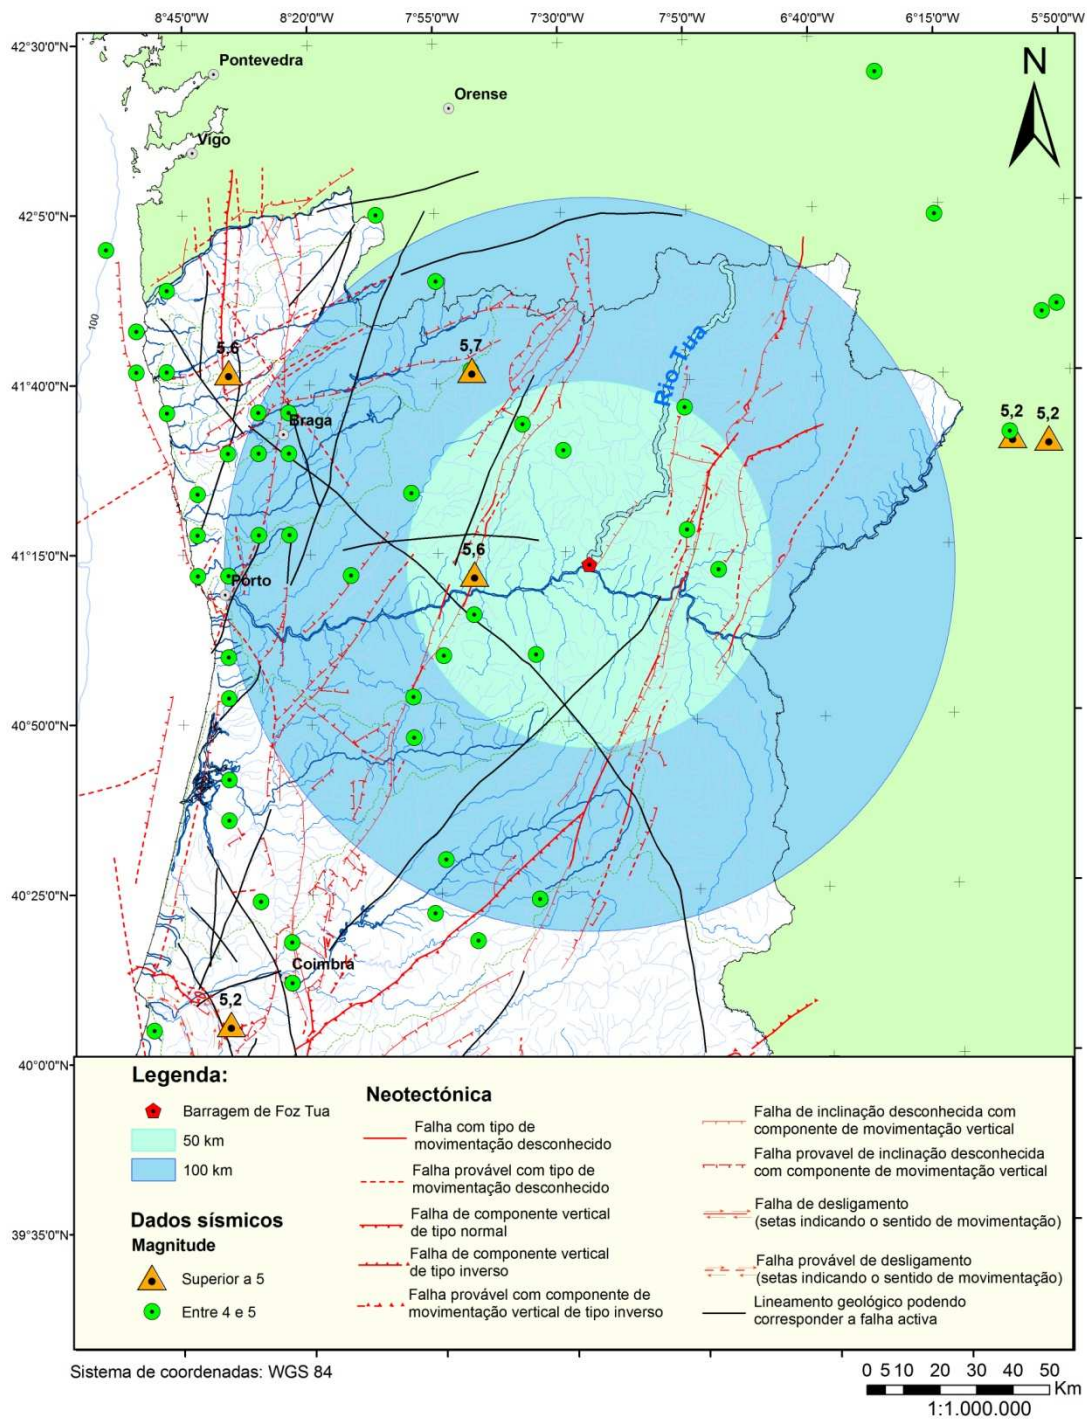 8°45'0"W
8°20'0"W
7°55'0"W
7°30'0"W
7°50'0"W
6°40'0"W
6°15'0"W
5°50'0"W
42°30'0"N
Pontevedra
N
Orense
Vigo
42°5'0"N
100
Rio Tua
5,6
5,7
41°40'0"N
5,2
5,2
Braga
41°15'0"N
5,6
Porto
40°50'0"N
40°25'0"N
Coimbra
5,2
40°0'0"N
Legenda:
Barragem de Foz Tua
50 km
100 km
Dados sísmicos
Magnitude
Superior a 5
Entre 4 e 5
Neotectónica
Falha com tipo de
movimentação desconhecido
Falha provável com tipo de
movimentação desconhecido
Falha de componente vertical
de tipo normal
Falha de componente vertical
de tipo inverso
Falha provável com componente de
movimentação vertical de tipo inverso
Falha de inclinação desconhecida com
componente de movimentação vertical
Falha provavel de inclinação desconhecida
com componente de movimentação vertical
Falha de desligamento
(setas indicando o sentido de movimentação)
Falha provável de desligamento
(setas indicando o sentido de movimentação)
Lineamento geológico podendo
corresponder a falha activa
39°35'0"N
Sistema de coordenadas: WGS 84
0 5 10 20 30 40 50
Km
1:1.000.000